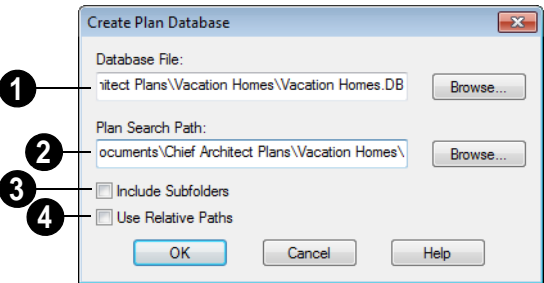 Create Plan Database
Database File:
1 hitect Plans\Vacation Homes\Vacation Homes.DB Browse...
Plan Search Path:
2 ocuments\Chief Architect Plans\Vacation Homes\ Browse...
3 Include Subfolders
4 Use Relative Paths
OK Cancel Help